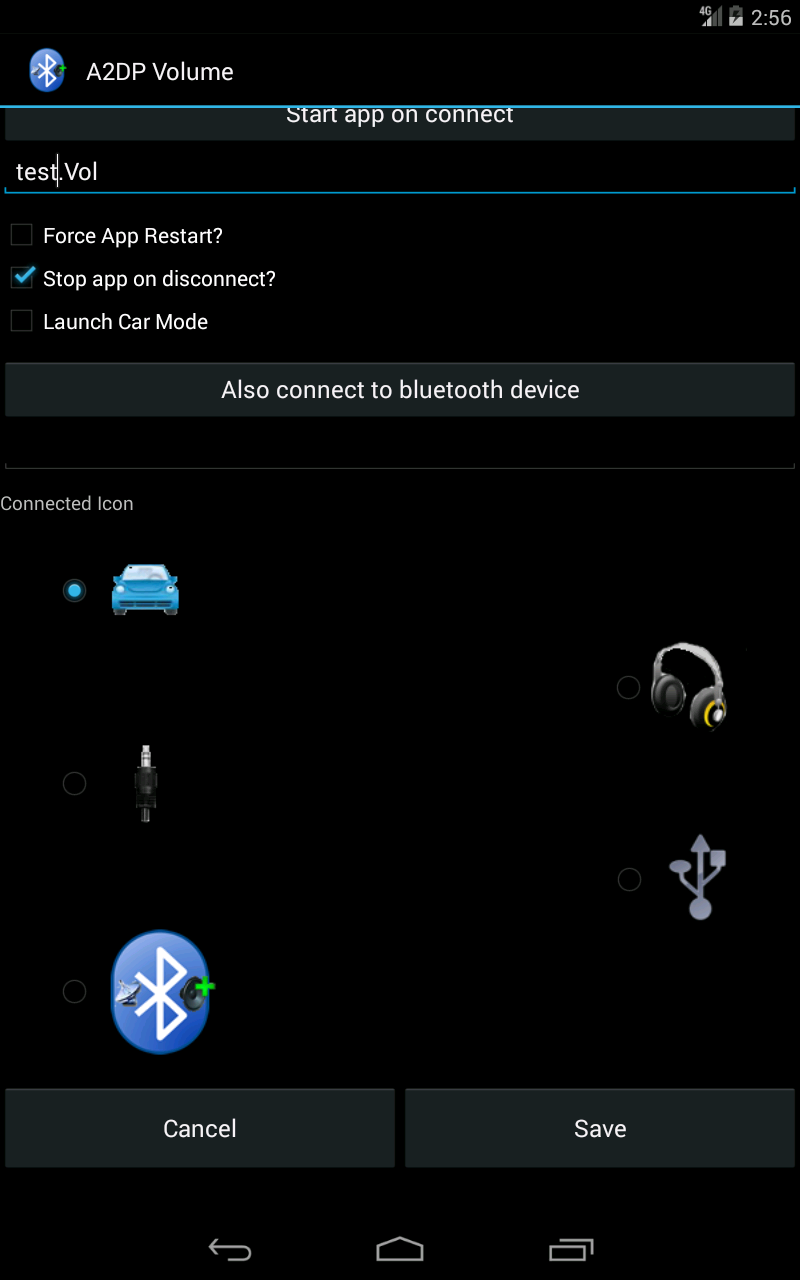 4G 2:56
A2DP Volume
Start app on connect
test.Vol
Force App Restart?
Stop app on disconnect?
Launch Car Mode
Also connect to bluetooth device
Connected Icon
Cancel
Save